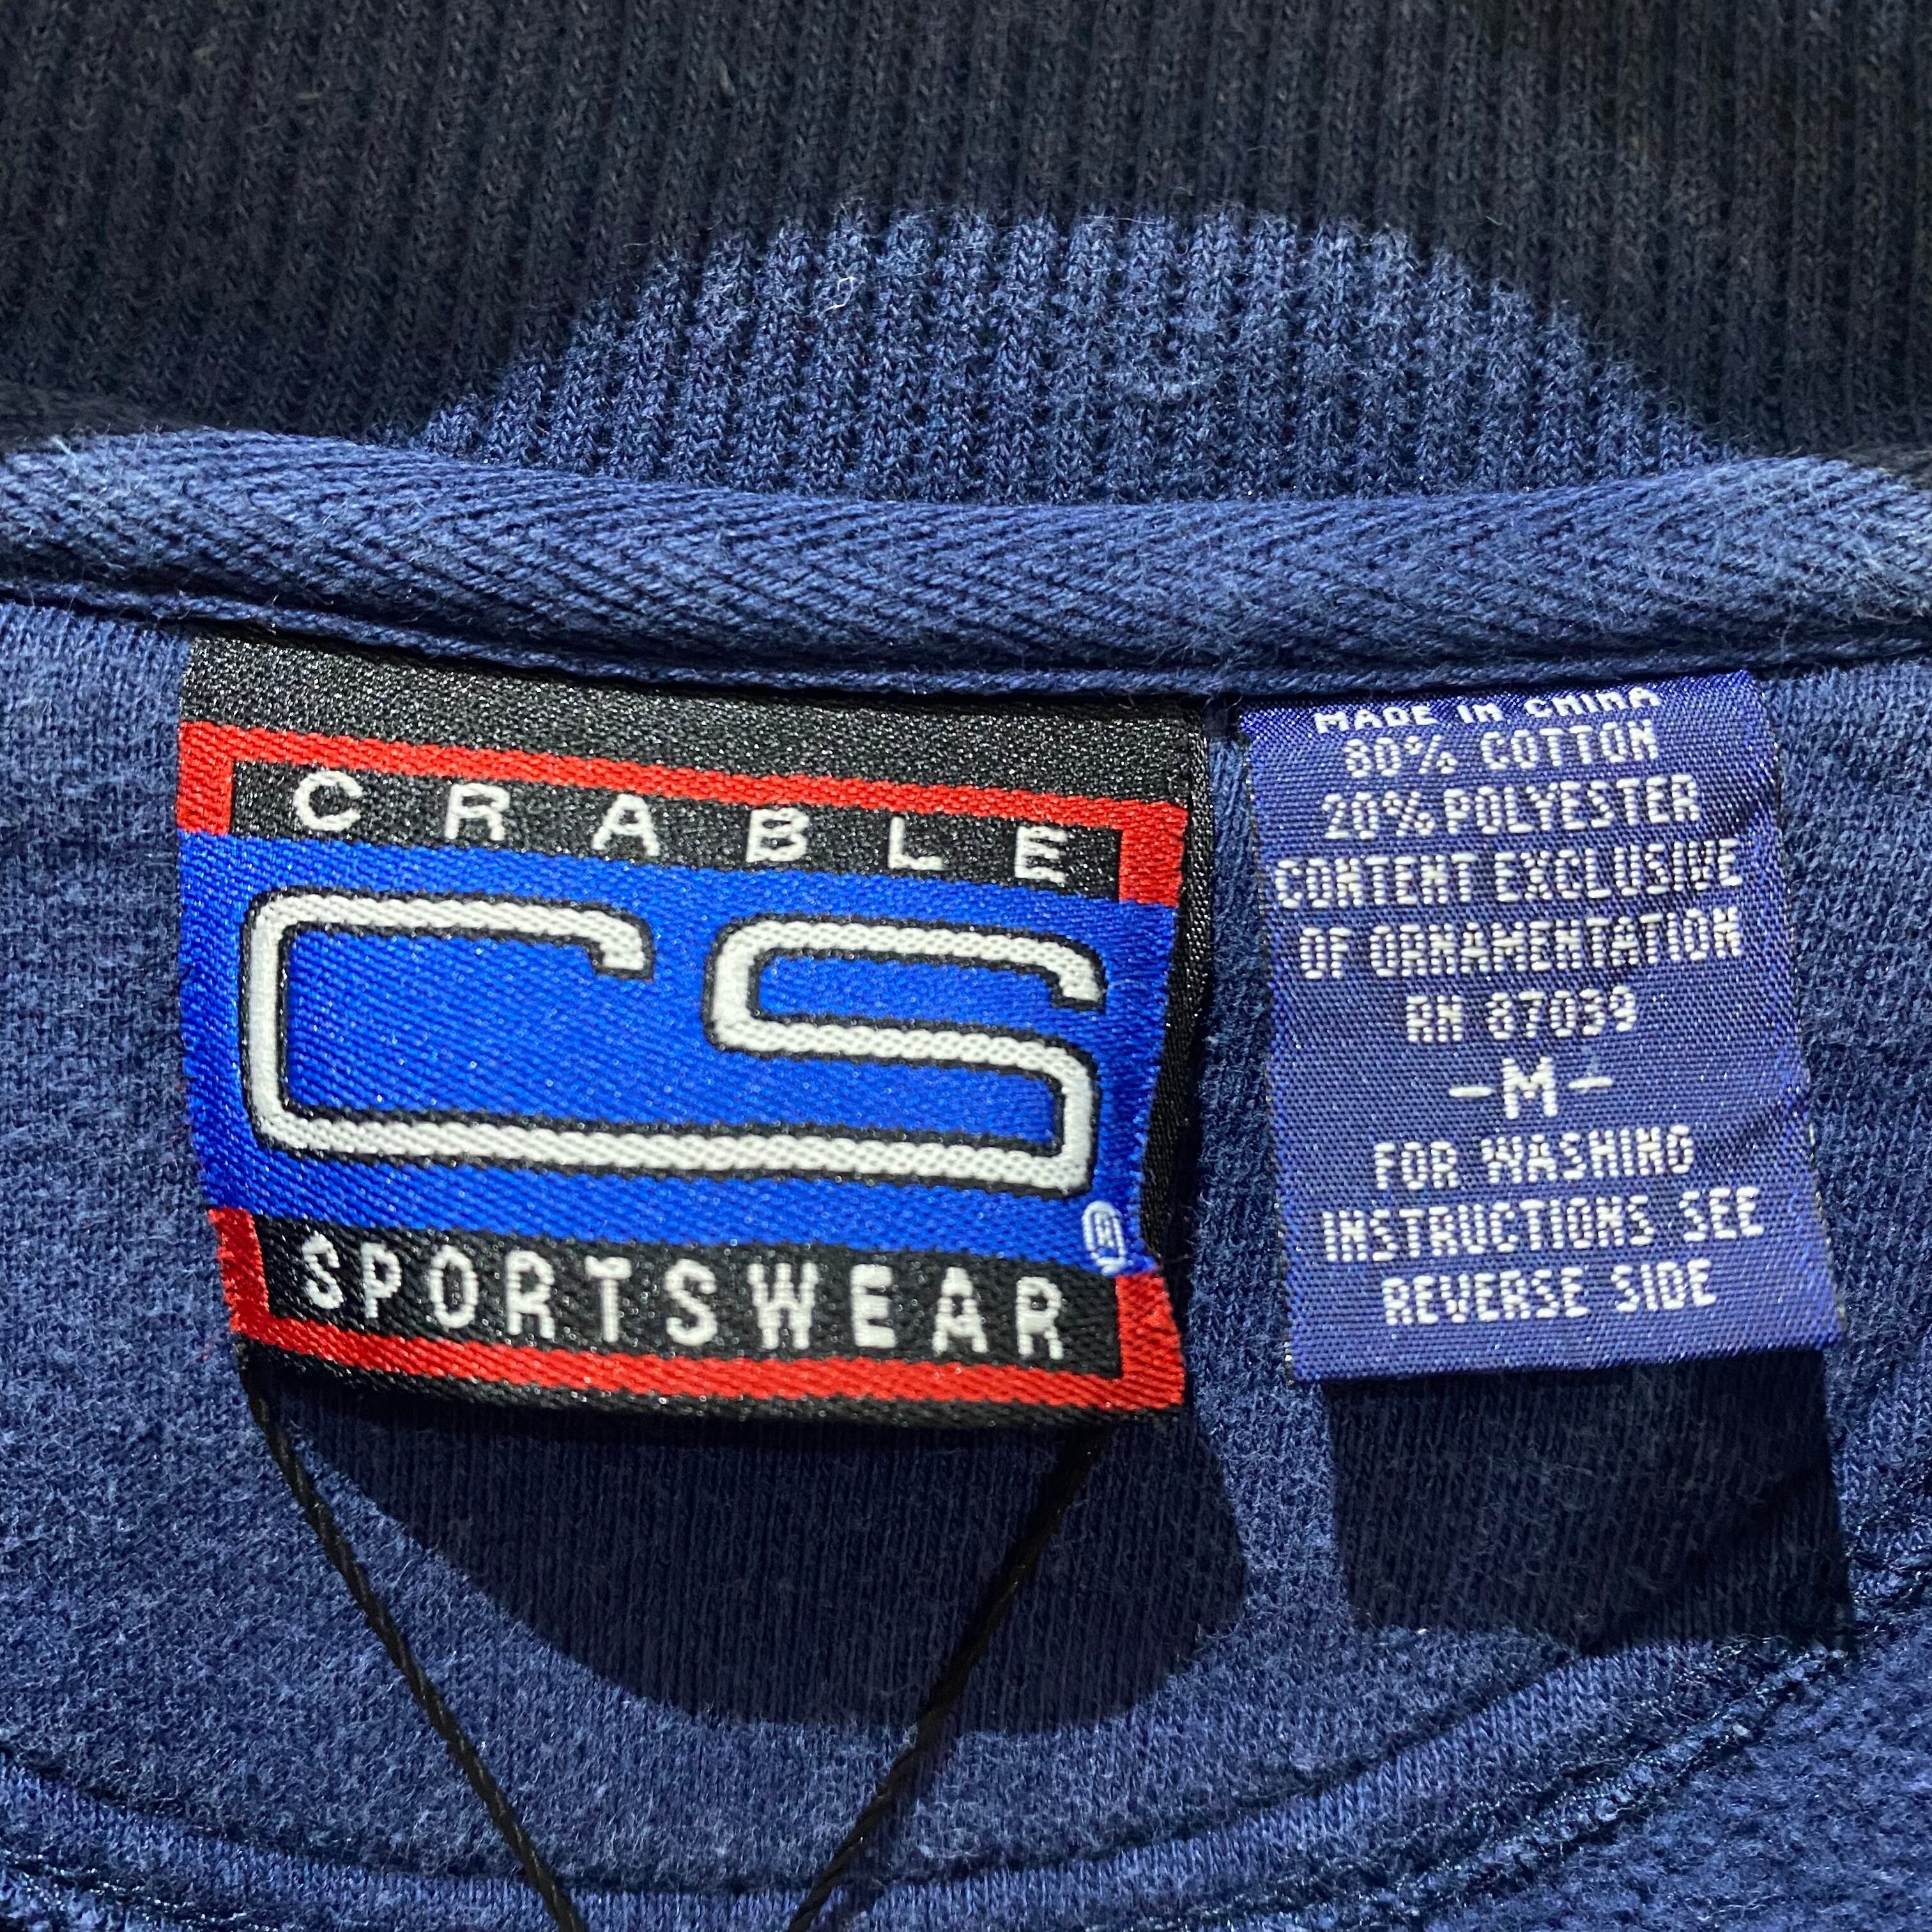 CRABLE
CS
®
SPORTSWEAR
MADE IN CHINA
80% COTTON
20% POLYESTER
CONTENT EXCLUSIVE
OF ORNAMENTATION
RN 87039
-M-
FOR WASHING
INSTRUCTIONS SEE
REVERSE SIDE